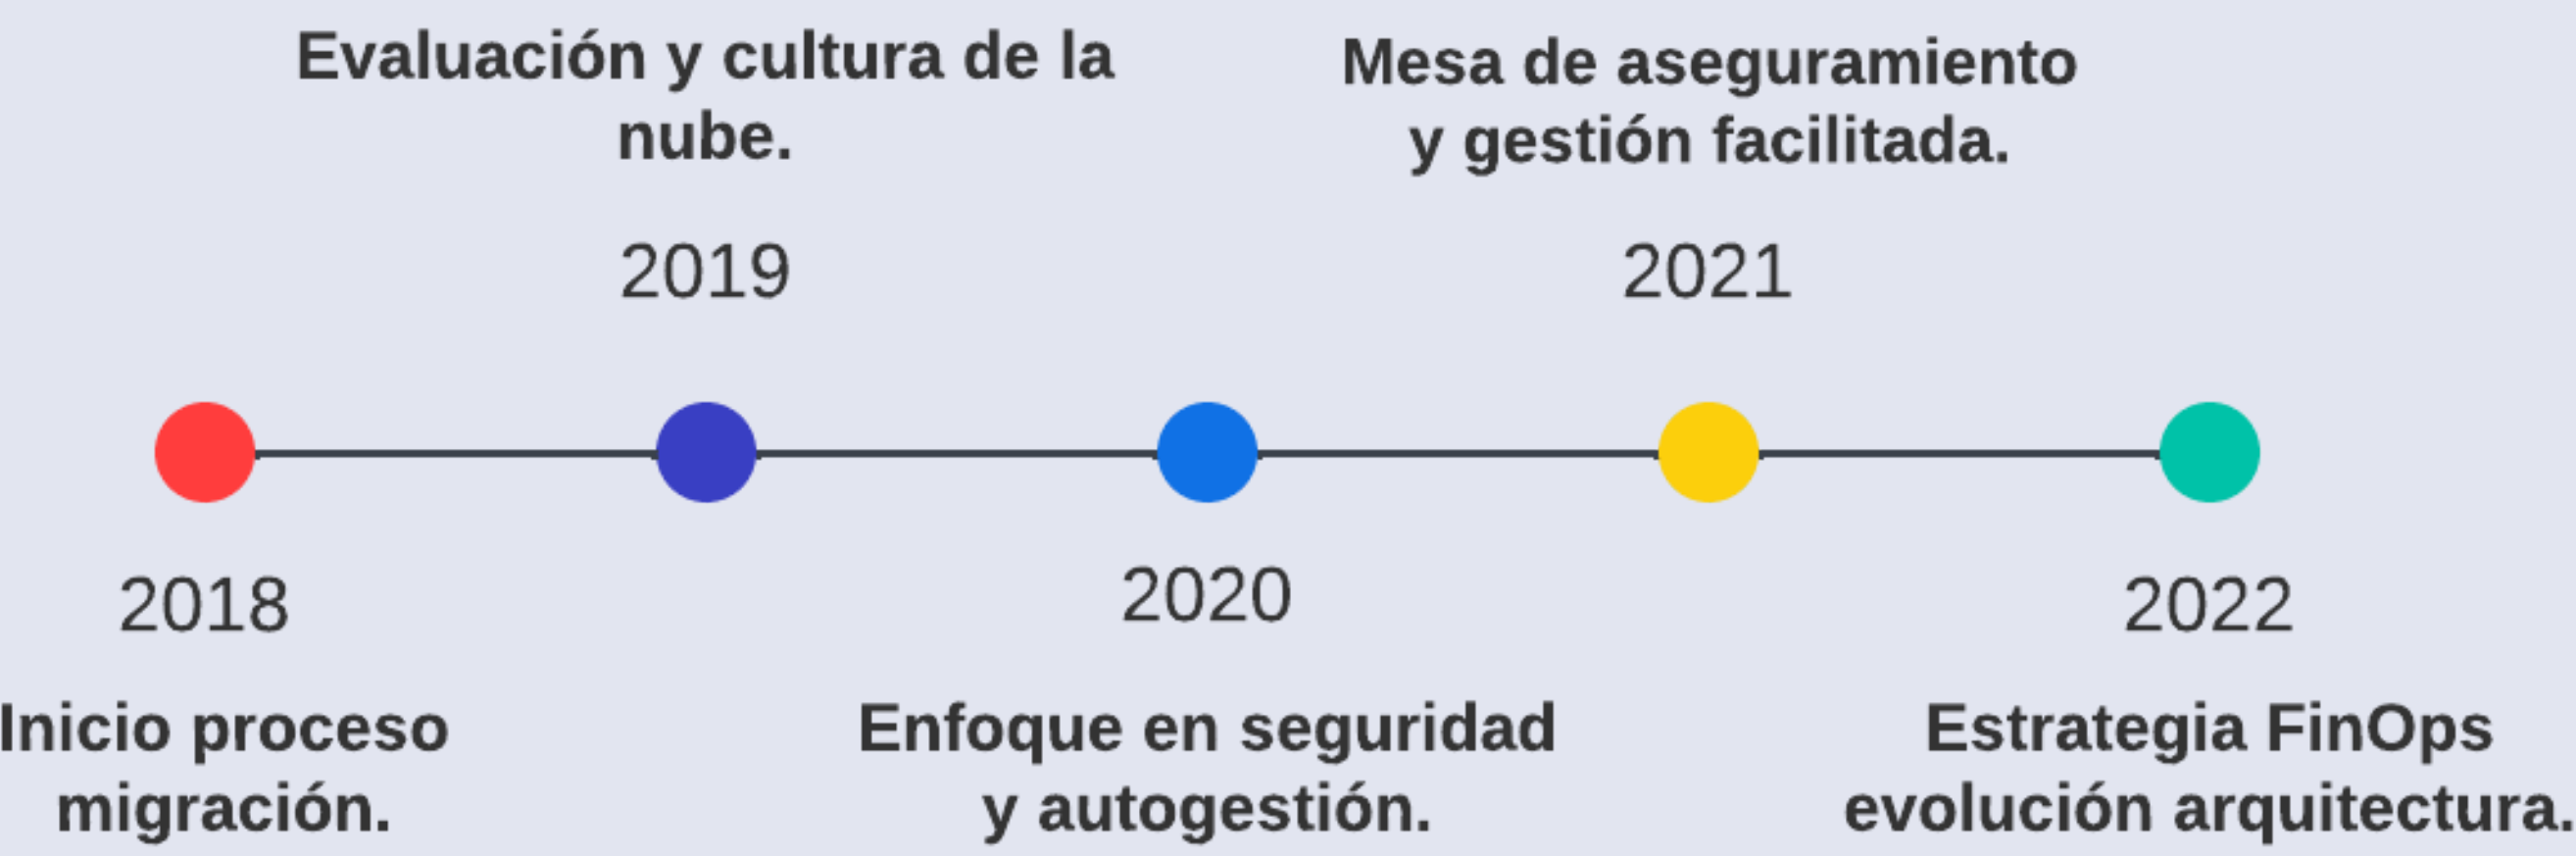 Evaluación y cultura de la
nube.
2019
Mesa de aseguramiento
y gestión facilitada.
2021
2018
Inicio proceso
migración.
2020
Enfoque en seguridad
y autogestión.
2022
Estrategia FinOps
evolución arquitectura.